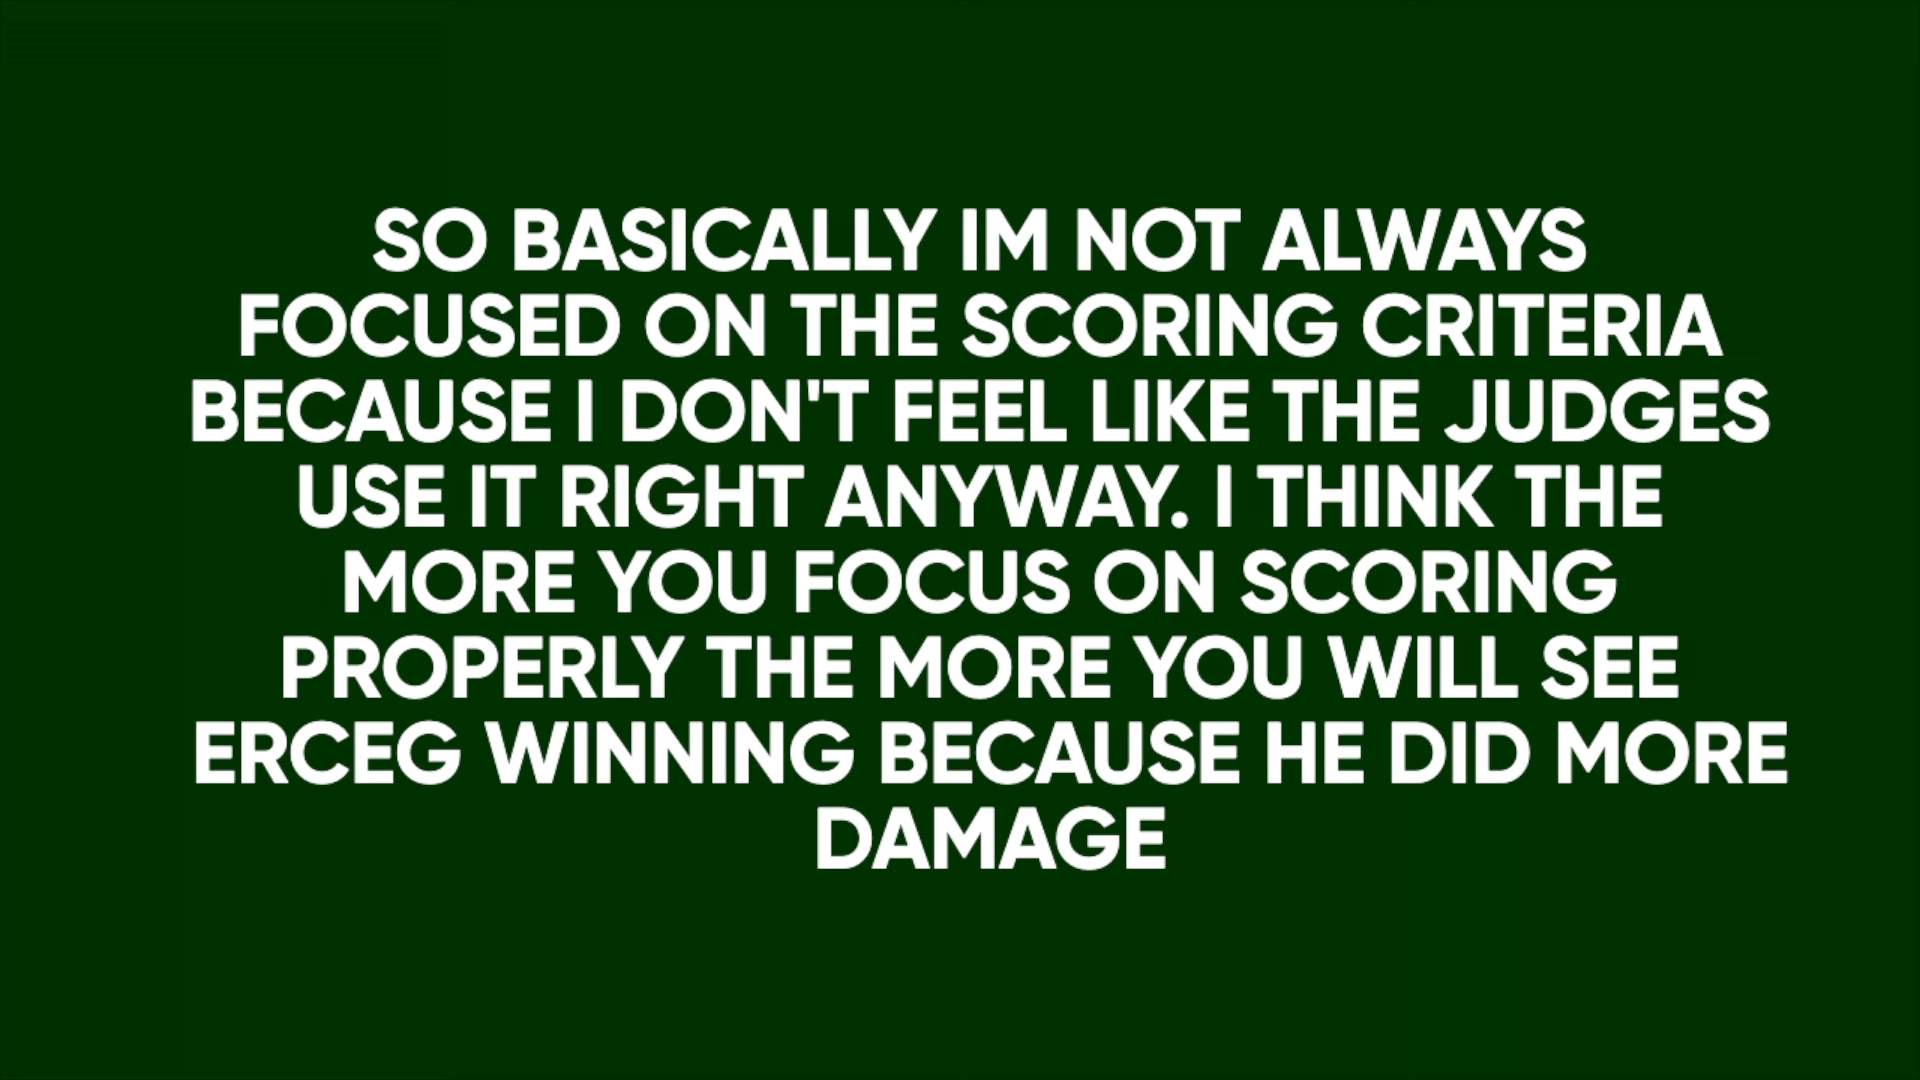 SO BASICALLY IM NOT ALWAYS
FOCUSED ON THE SCORING CRITERIA
BECAUSE I DON'T FEEL LIKE THE JUDGES
USE IT RIGHT ANYWAY. I THINK THE
MORE YOU FOCUS ON SCORING
PROPERLY THE MORE YOU WILL SEE
ERCEG WINNING BECAUSE HE DID MORE
DAMAGE